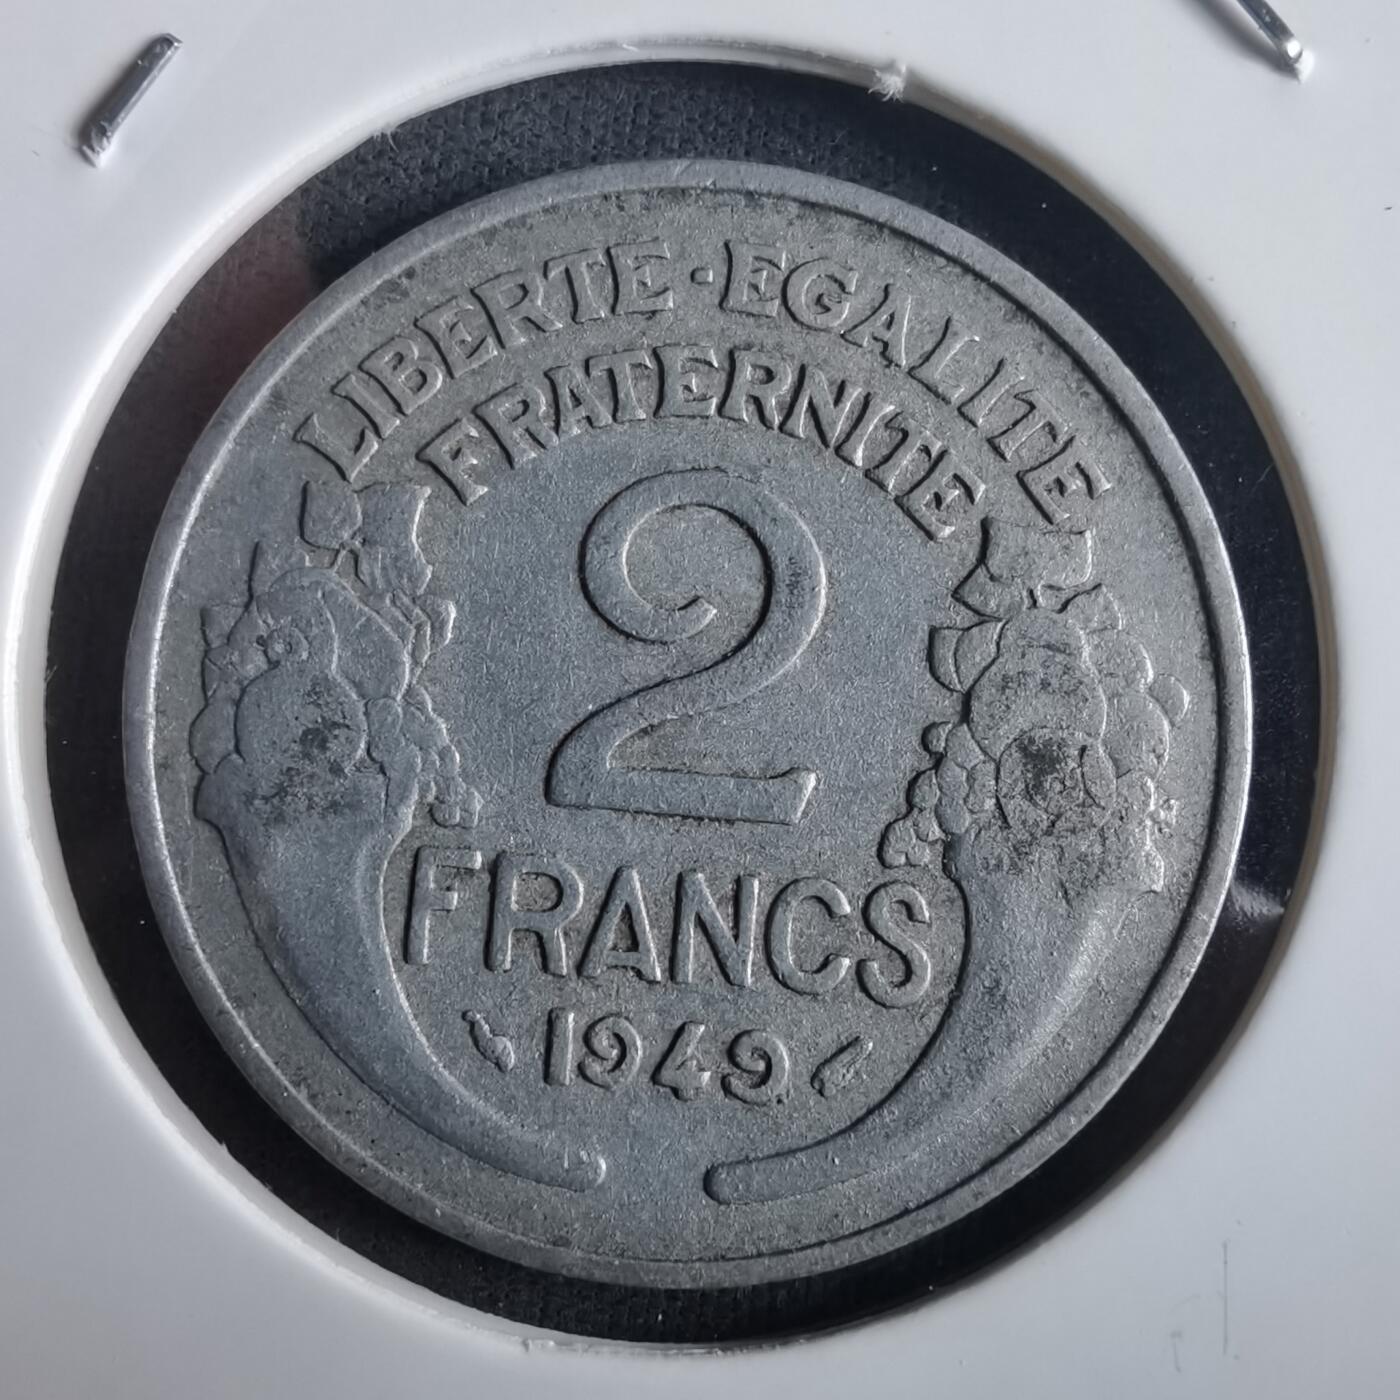 LIBERTE·EGALITE
FRATERNITE
2
FRANCS
1949